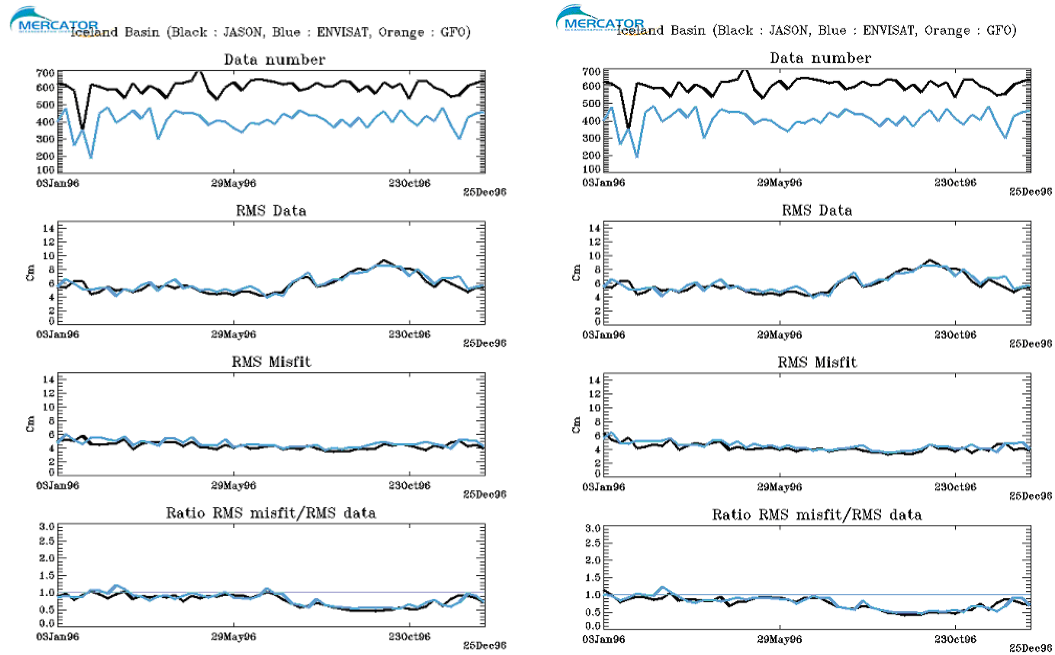 MERCATOR
Iceland Basin (Black : JASON, Blue : ENVISAT, Orange : GFO)
Data number
700
600
500
400
300
200
100
03Jan96 29May96 23Oct96
25Dec96
RMS Data
14
12
10
8
6
4
2
0
Cm
03Jan96 29May96 23Oct96
25Dec96
RMS Misfit
14
12
10
8
6
4
2
0
Cm
03Jan96 29May96 23Oct96
25Dec96
Ratio RMS misfit/RMS data
3.0
2.5
2.0
1.5
1.0
0.5
0.0
03Jan96 29May96 23Oct96
25Dec96
MERCATOR
Iceland Basin (Black : JASON, Blue : ENVISAT, Orange : GFO)
Data number
700
600
500
400
300
200
100
03Jan96 29May96 23Oct96
25Dec96
RMS Data
14
12
10
8
6
4
2
0
Cm
03Jan96 29May96 23Oct96
25Dec96
RMS Misfit
14
12
10
8
6
4
2
0
Cm
03Jan96 29May96 23Oct96
25Dec96
Ratio RMS misfit/RMS data
3.0
2.5
2.0
1.5
1.0
0.5
0.0
03Jan96 29May96 23Oct96
25Dec96